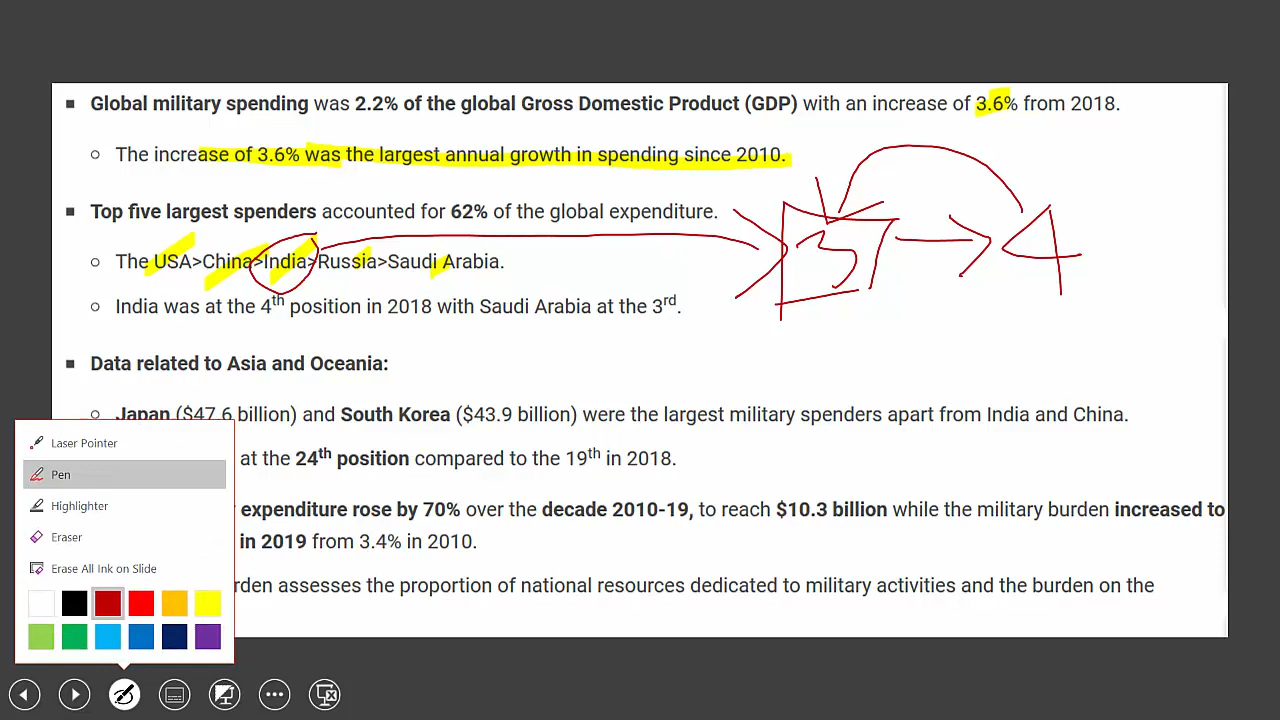 Global military spending was 2.2% of the global Gross Domestic Product (GDP) with an increase of 3.6% from 2018.
The increase of 3.6% was the largest annual growth in spending since 2010.
Top five largest spenders accounted for 62% of the global expenditure.
The USA>China>India>Russia>Saudi Arabia.
3 4
India was at the 4th position in 2018 with Saudi Arabia at the 3rd.
Data related to Asia and Oceania:
Japan ($47.6 billion) and South Korea ($43.9 billion) were the largest military spenders apart from India and China.
at the 24th position compared to the 19th in 2018.
expenditure rose by 70% over the decade 2010-19, to reach $10.3 billion while the military burden increased to
in 2019 from 3.4% in 2010.
rden assesses the proportion of national resources dedicated to military activities and the burden on the
Laser Pointer
Pen
Highlighter
Eraser
Erase All Ink on Slide